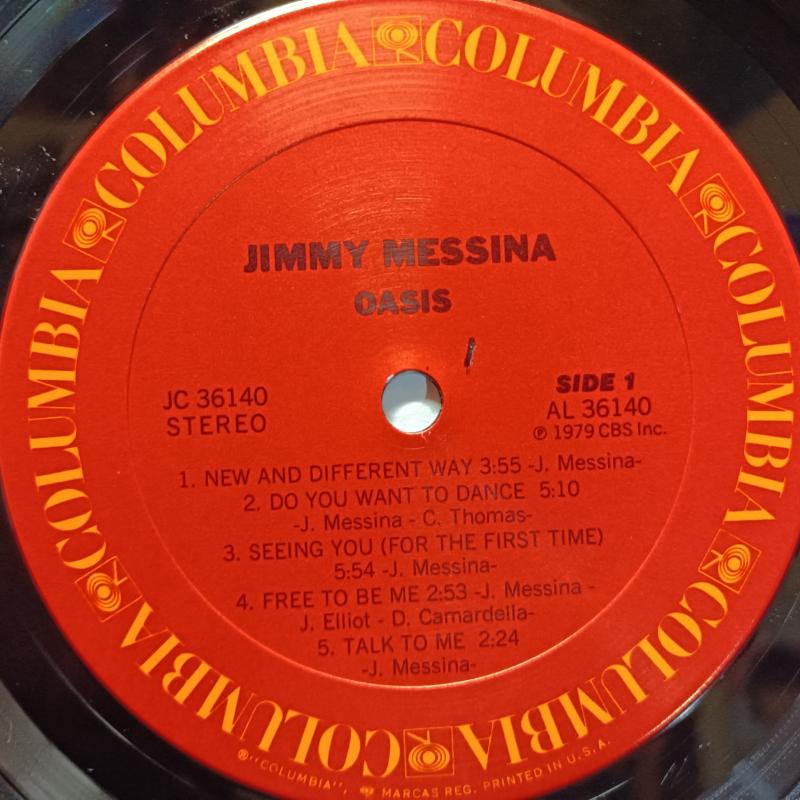 COLUMBIA COLUMBIA COLUMBIA COLUMBIA COLUMBIA COLUMBIA COLUMBIA COLUMBIA
JIMMY MESSINA
OASIS
JC 36140
STEREO
SIDE 1
AL 36140
℗ 1979 CBS Inc.
1. NEW AND DIFFERENT WAY 3:55 -J. Messina-
2. DO YOU WANT TO DANCE 5:10
-J. Messina - C. Thomas-
3. SEEING YOU (FOR THE FIRST TIME)
5:54 -J. Messina-
4. FREE TO BE ME 2:53 -J. Messina -
J. Elliot - D. Camardella-
5. TALK TO ME 2:24
-J. Messina-
®"COLUMBIA", MARCAS REG. PRINTED IN U.S.A.